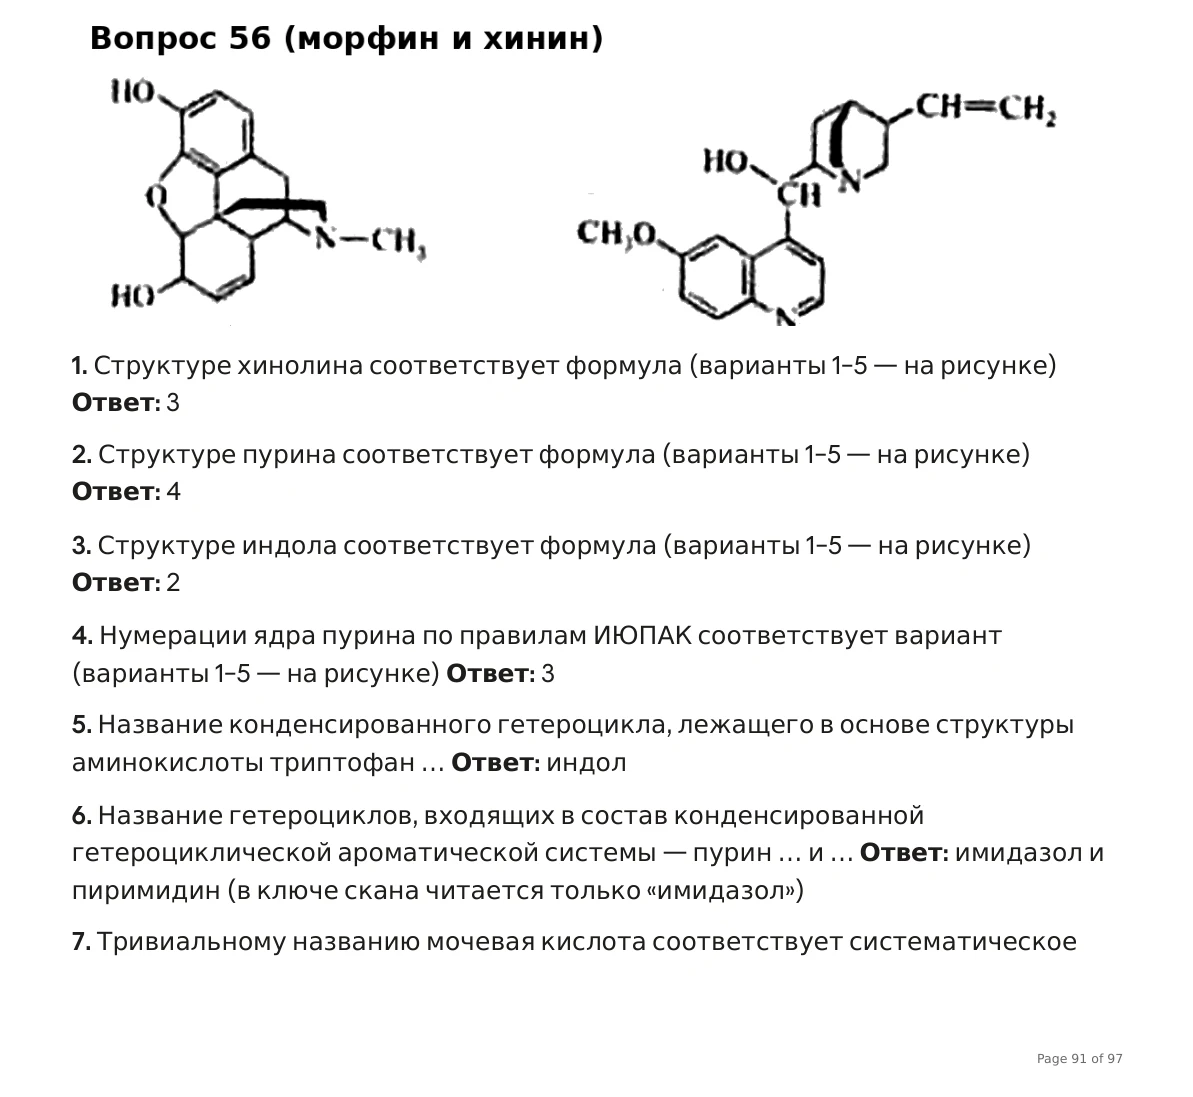 Вопрос 56 (морфин и хинин)
HO
O
HO
N—CH3
HO
CH
N
CH=CH2
CH3O
N
1. Структуре хинолина соответствует формула (варианты 1–5 — на рисунке)
Ответ: 3
2. Структуре пурина соответствует формула (варианты 1–5 — на рисунке)
Ответ: 4
3. Структуре индола соответствует формула (варианты 1–5 — на рисунке)
Ответ: 2
4. Нумерации ядра пурина по правилам ИЮПАК соответствует вариант
(варианты 1–5 — на рисунке) Ответ: 3
5. Название конденсированного гетероцикла, лежащего в основе структуры
аминокислоты триптофан … Ответ: индол
6. Название гетероциклов, входящих в состав конденсированной
гетероциклической ароматической системы — пурин … и … Ответ: имидазол и
пиримидин (в ключе скана читается только «имидазол»)
7. Тривиальному названию мочевая кислота соответствует систематическое
Page 91 of 97